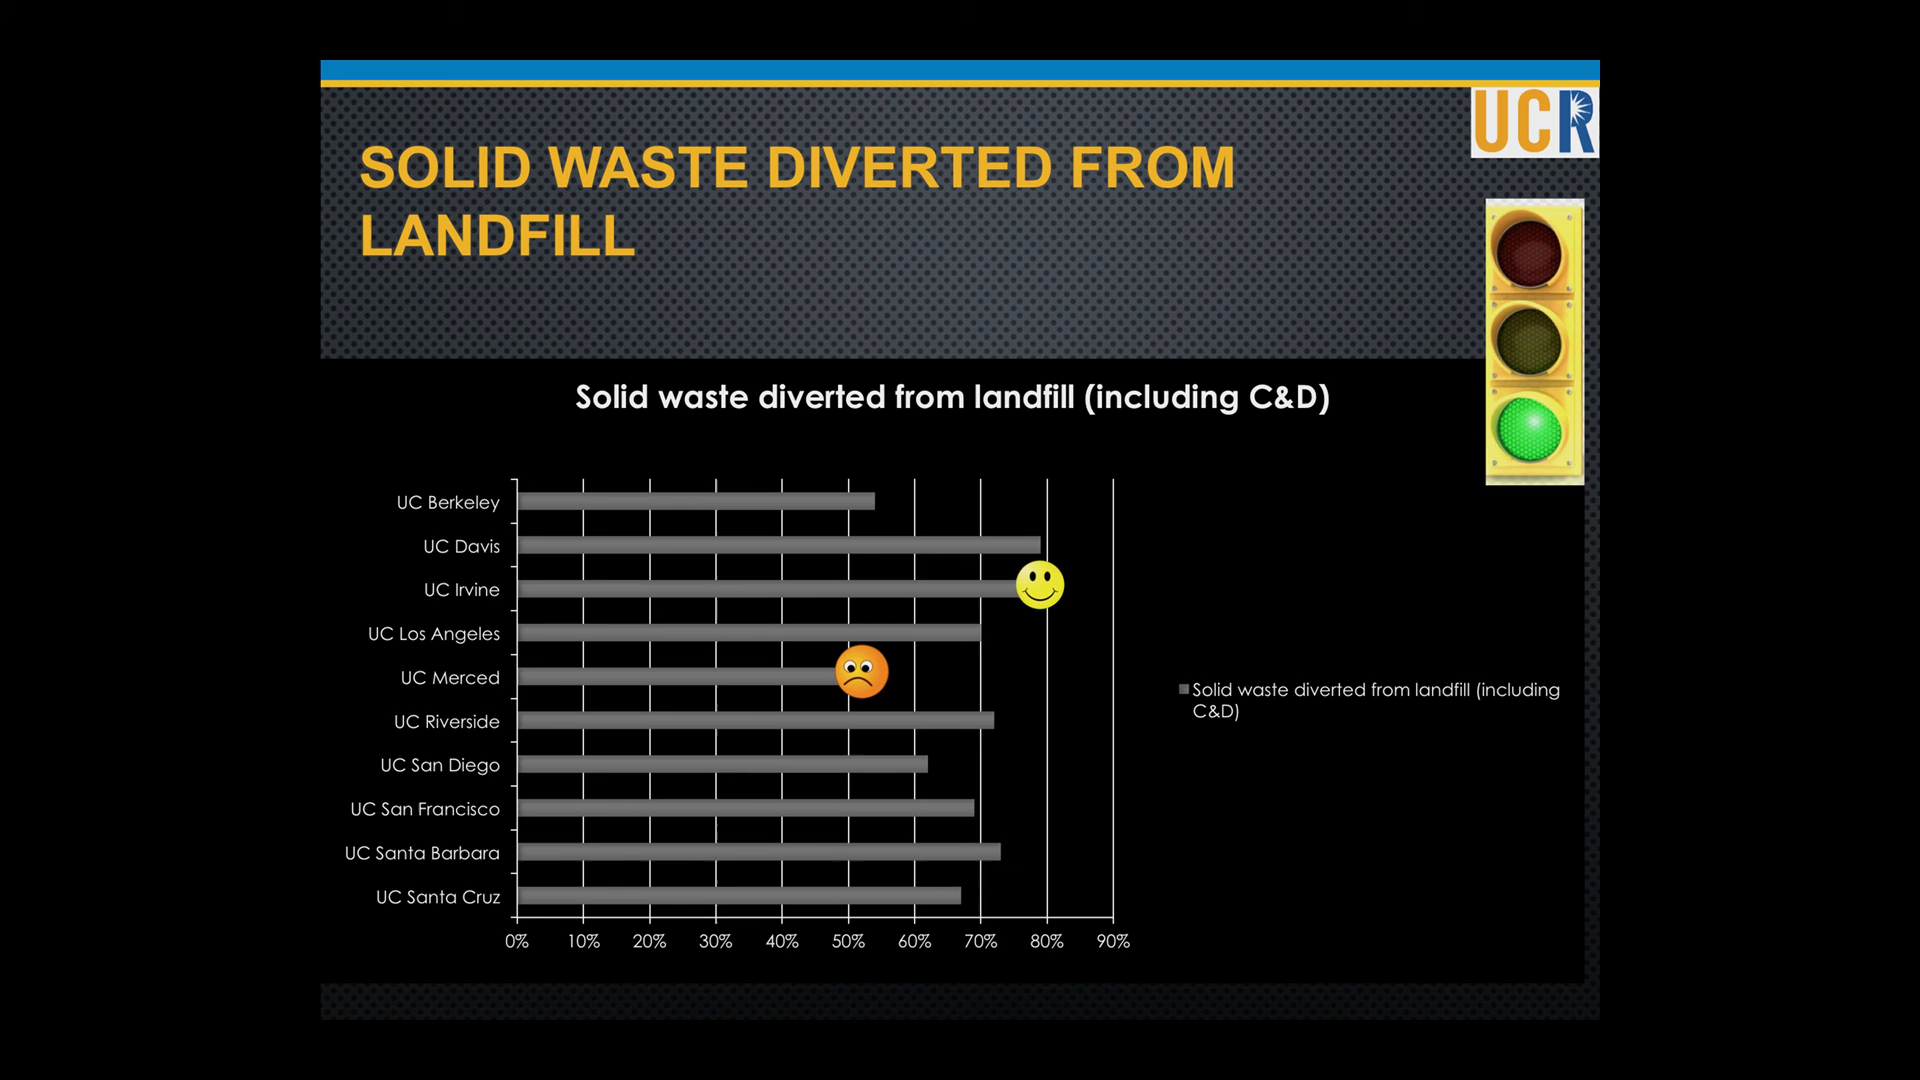 UCR
SOLID WASTE DIVERTED FROM
LANDFILL
Solid waste diverted from landfill (including C&D)
UC Berkeley
UC Davis
UC Irvine
UC Los Angeles
UC Merced
UC Riverside
UC San Diego
UC San Francisco
UC Santa Barbara
UC Santa Cruz
0% 10% 20% 30% 40% 50% 60% 70% 80% 90%
Solid waste diverted from landfill (including
C&D)